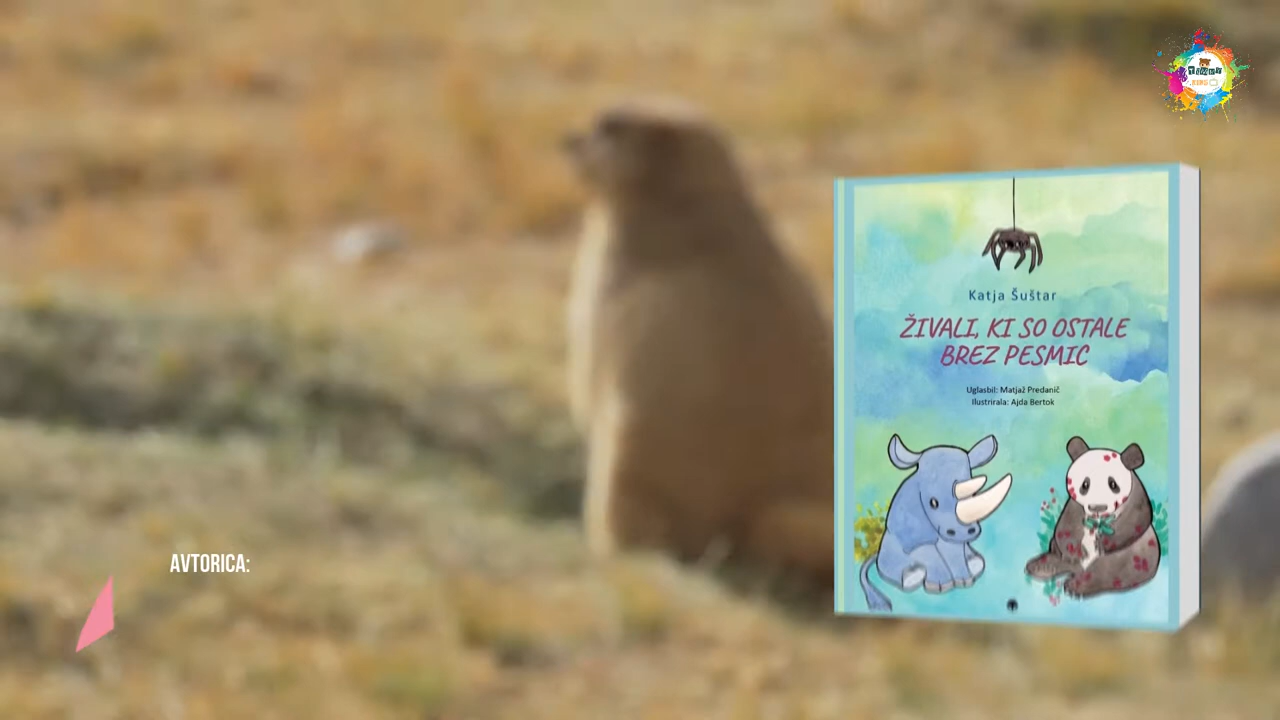 Katja Šuštar
ŽIVALI, KI SO OSTALE
BREZ PESMIC
Uglasbil: Matjaž Predanič
Ilustrirala: Ajda Bertok
AVTORICA: